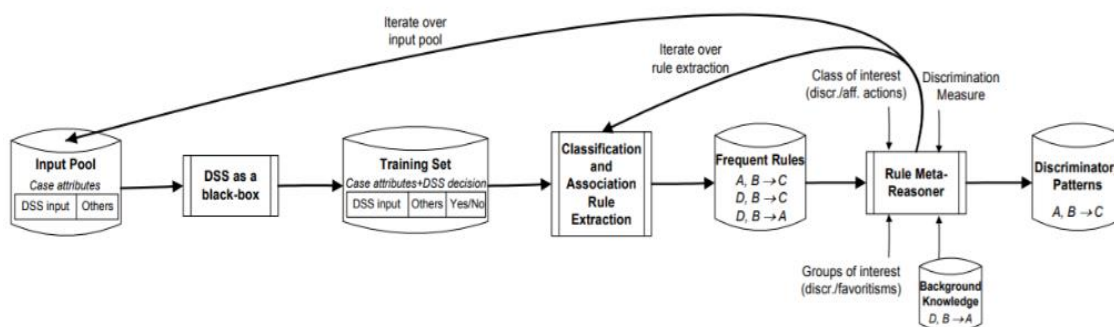 Iterate over
input pool
Iterate over
rule extraction
Class of interest
(discr./aff. actions)
Discrimination
Measure
Input Pool
Case attributes
DSS input Others
DSS as a
black-box
Training Set
Case attributes+DSS decision
DSS input Others Yes/No
Classification
and
Association
Rule
Extraction
Frequent Rules
A, B → C
D, B → C
D, B → A
Rule Meta-
Reasoner
Discriminatory
Patterns
A, B → C
Groups of interest
(discr./favoritisms)
Background
Knowledge
D, B → A